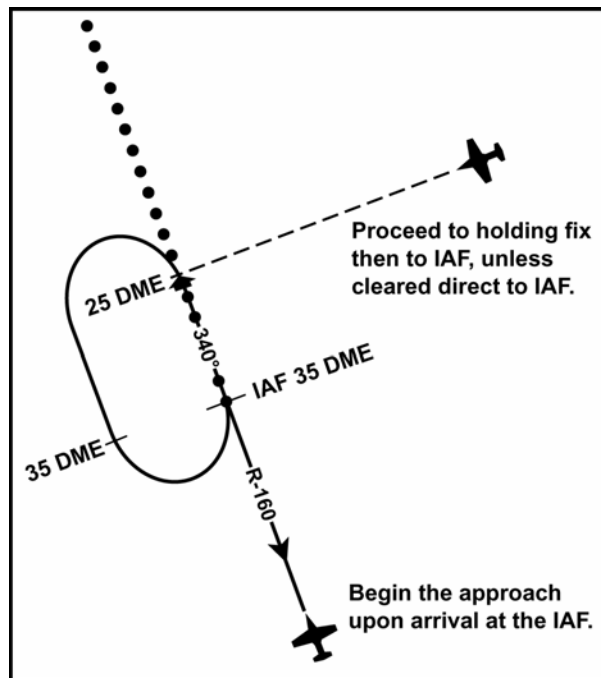 Proceed to holding fix
then to IAF, unless
cleared direct to IAF.
25 DME
340°
IAF 35 DME
35 DME
R-160
Begin the approach
upon arrival at the IAF.